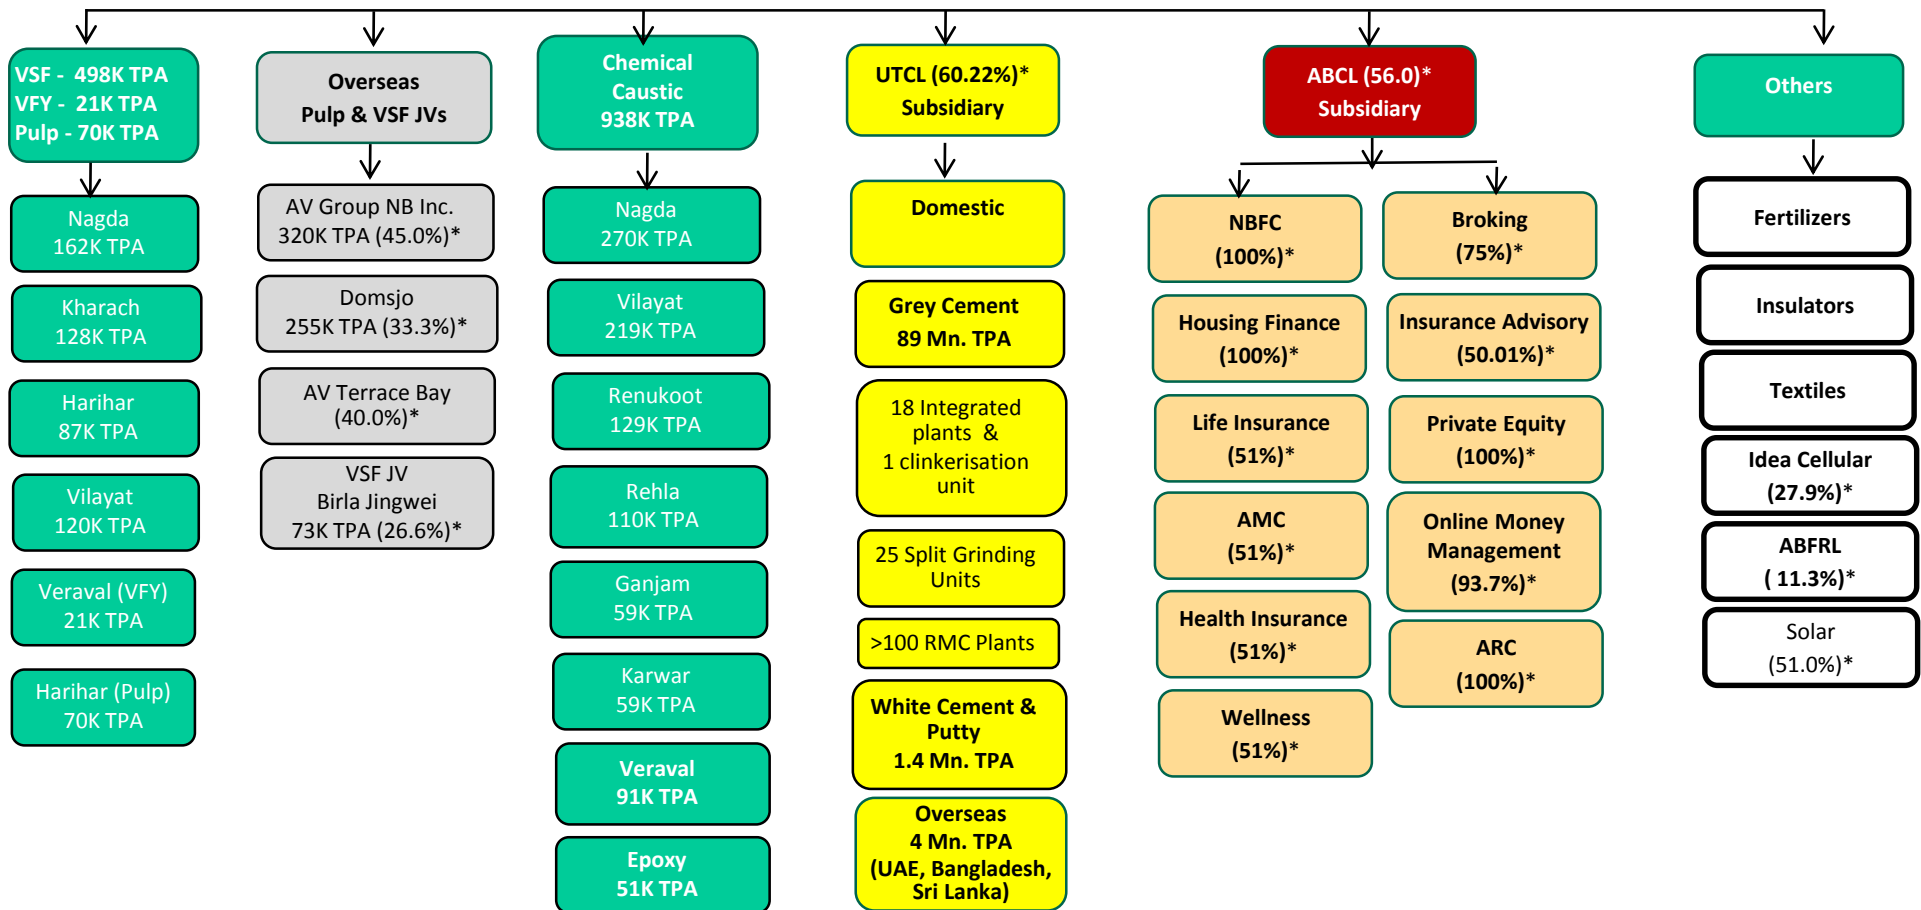 VSF - 498K TPA
VFY - 21K TPA
Pulp - 70K TPA
Nagda
162K TPA
Kharach
128K TPA
Harihar
87K TPA
Vilayat
120K TPA
Veraval (VFY)
21K TPA
Harihar (Pulp)
70K TPA
Overseas
Pulp & VSF JVs
AV Group NB Inc.
320K TPA (45.0%)*
Domsjo
255K TPA (33.3%)*
AV Terrace Bay
(40.0%)*
VSF JV
Birla Jingwei
73K TPA (26.6%)*
Chemical
Caustic
938K TPA
Nagda
270K TPA
Vilayat
219K TPA
Renukoot
129K TPA
Rehla
110K TPA
Ganjam
59K TPA
Karwar
59K TPA
Veraval
91K TPA
Epoxy
51K TPA
UTCL (60.22%)*
Subsidiary
Domestic
Grey Cement
89 Mn. TPA
18 Integrated
plants &
1 clinkerisation
unit
25 Split Grinding
Units
>100 RMC Plants
White Cement &
Putty
1.4 Mn. TPA
Overseas
4 Mn. TPA
(UAE, Bangladesh,
Sri Lanka)
ABCL (56.0)*
Subsidiary
NBFC
(100%)*
Housing Finance
(100%)*
Life Insurance
(51%)*
AMC
(51%)*
Health Insurance
(51%)*
Wellness
(51%)*
Broking
(75%)*
Insurance Advisory
(50.01%)*
Private Equity
(100%)*
Online Money
Management
(93.7%)*
ARC
(100%)*
Others
Fertilizers
Insulators
Textiles
Idea Cellular
(27.9%)*
ABFRL
( 11.3%)*
Solar
(51.0%)*